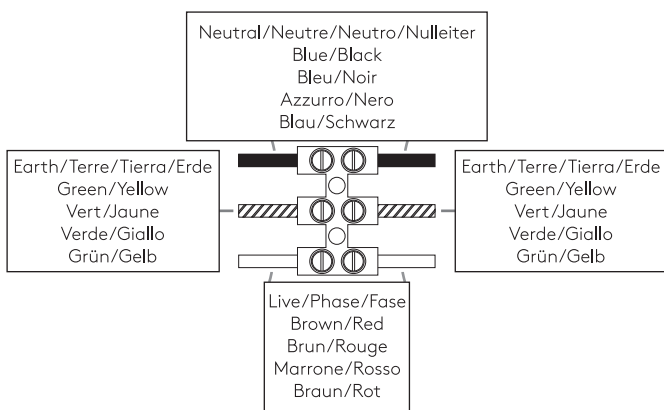 Neutral/Neutre/Neutro/Nulleiter
Blue/Black
Bleu/Noir
Azzurro/Nero
Blau/Schwarz
Earth/Terre/Tierra/Erde
Green/Yellow
Vert/Jaune
Verde/Giallo
Grün/Gelb
Earth/Terre/Tierra/Erde
Green/Yellow
Vert/Jaune
Verde/Giallo
Grün/Gelb
Live/Phase/Fase
Brown/Red
Brun/Rouge
Marrone/Rosso
Braun/Rot